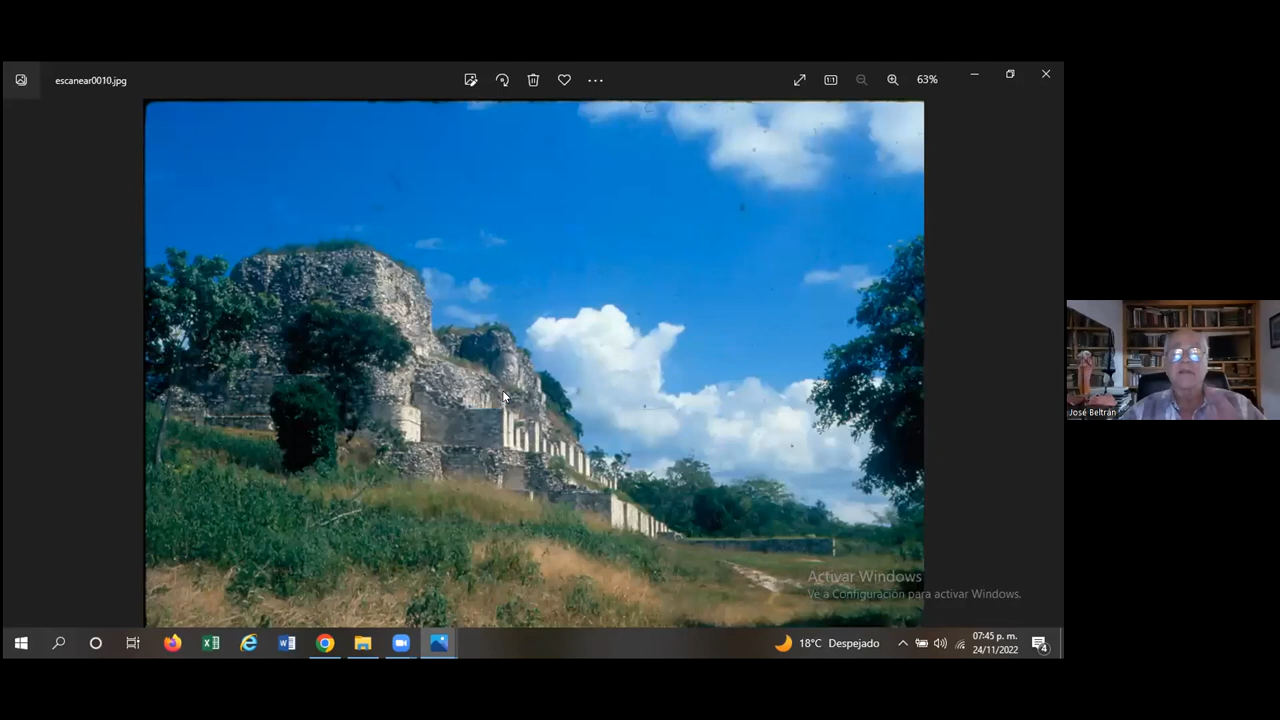 escanear0010.jpg
63%
José Beltrán
Activar Windows
Ve a Configuración para activar Windows.
18°C Despejado
07:45 p. m.
24/11/2022
4